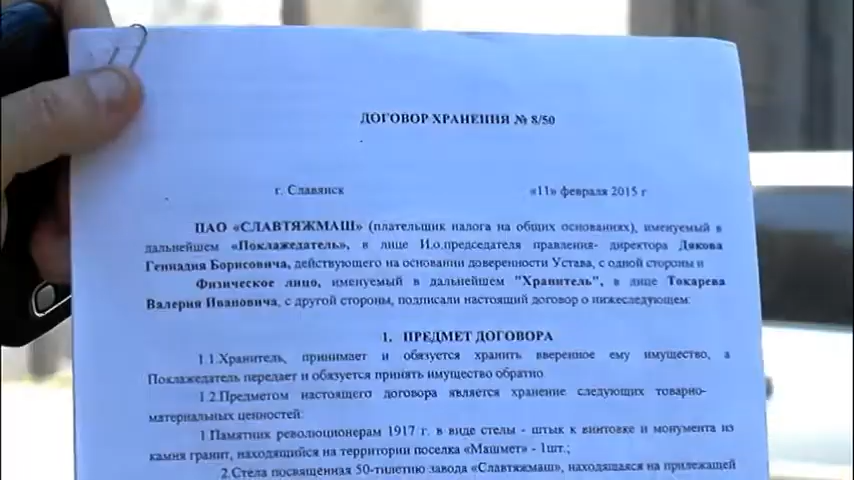 ДОГОВОР ХРАНЕНИЯ № 8/50
г. Славянск «11» февраля 2015 г
ПАО «СЛАВТЯЖМАШ» (плательщик налога на общих основаниях), именуемый в
дальнейшем «Поклажедатель», в лице И.о.председателя правления- директора Дякова
Геннадия Борисовича, действующего на основании доверенности Устава, с одной стороны и
Физическое лицо, именуемый в дальнейшем "Хранитель", в лице Токарева
Валерия Ивановича, с другой стороны, подписали настоящий договор о нижеследующем:
1. ПРЕДМЕТ ДОГОВОРА
1.1.Хранитель, принимает и обязуется хранить вверенное ему имущество, а
Поклажедатель передает и обязуется принять имущество обратно
1.2.Предметом настоящего договора является хранение следующих товарно-
материальных ценностей:
1.Памятник революционерам 1917 г. в виде стелы - штык к винтовке и монумента из
камня гранит, находящийся на территории поселка «Машмет» - 1шт.;
2.Стела посвященная 50-тилетию завода «Славтяжмаш», находящаяся на прилежащей